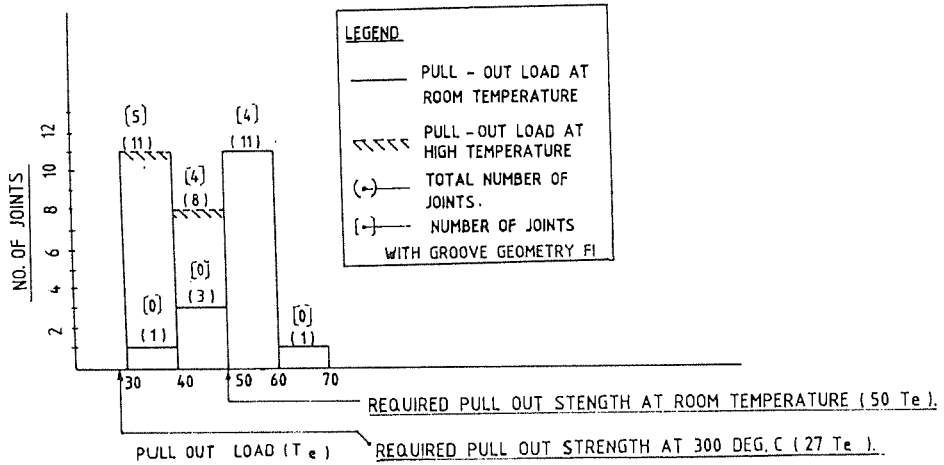 LEGEND
PULL - OUT LOAD AT
ROOM TEMPERATURE
PULL - OUT LOAD AT
HIGH TEMPERATURE
(•) TOTAL NUMBER OF
JOINTS.
[•] NUMBER OF JOINTS
WITH GROOVE GEOMETRY FI
NO. OF JOINTS
12
10
8
6
4
2
[5]
(11)
[4]
(11)
[4]
(8)
[0]
(3)
[0]
(1)
[0]
(1)
30 40 50 60 70
REQUIRED PULL OUT STENGTH AT ROOM TEMPERATURE (50 Te).
PULL OUT LOAD (Te)
REQUIRED PULL OUT STRENGTH AT 300 DEG, C (27 Te).